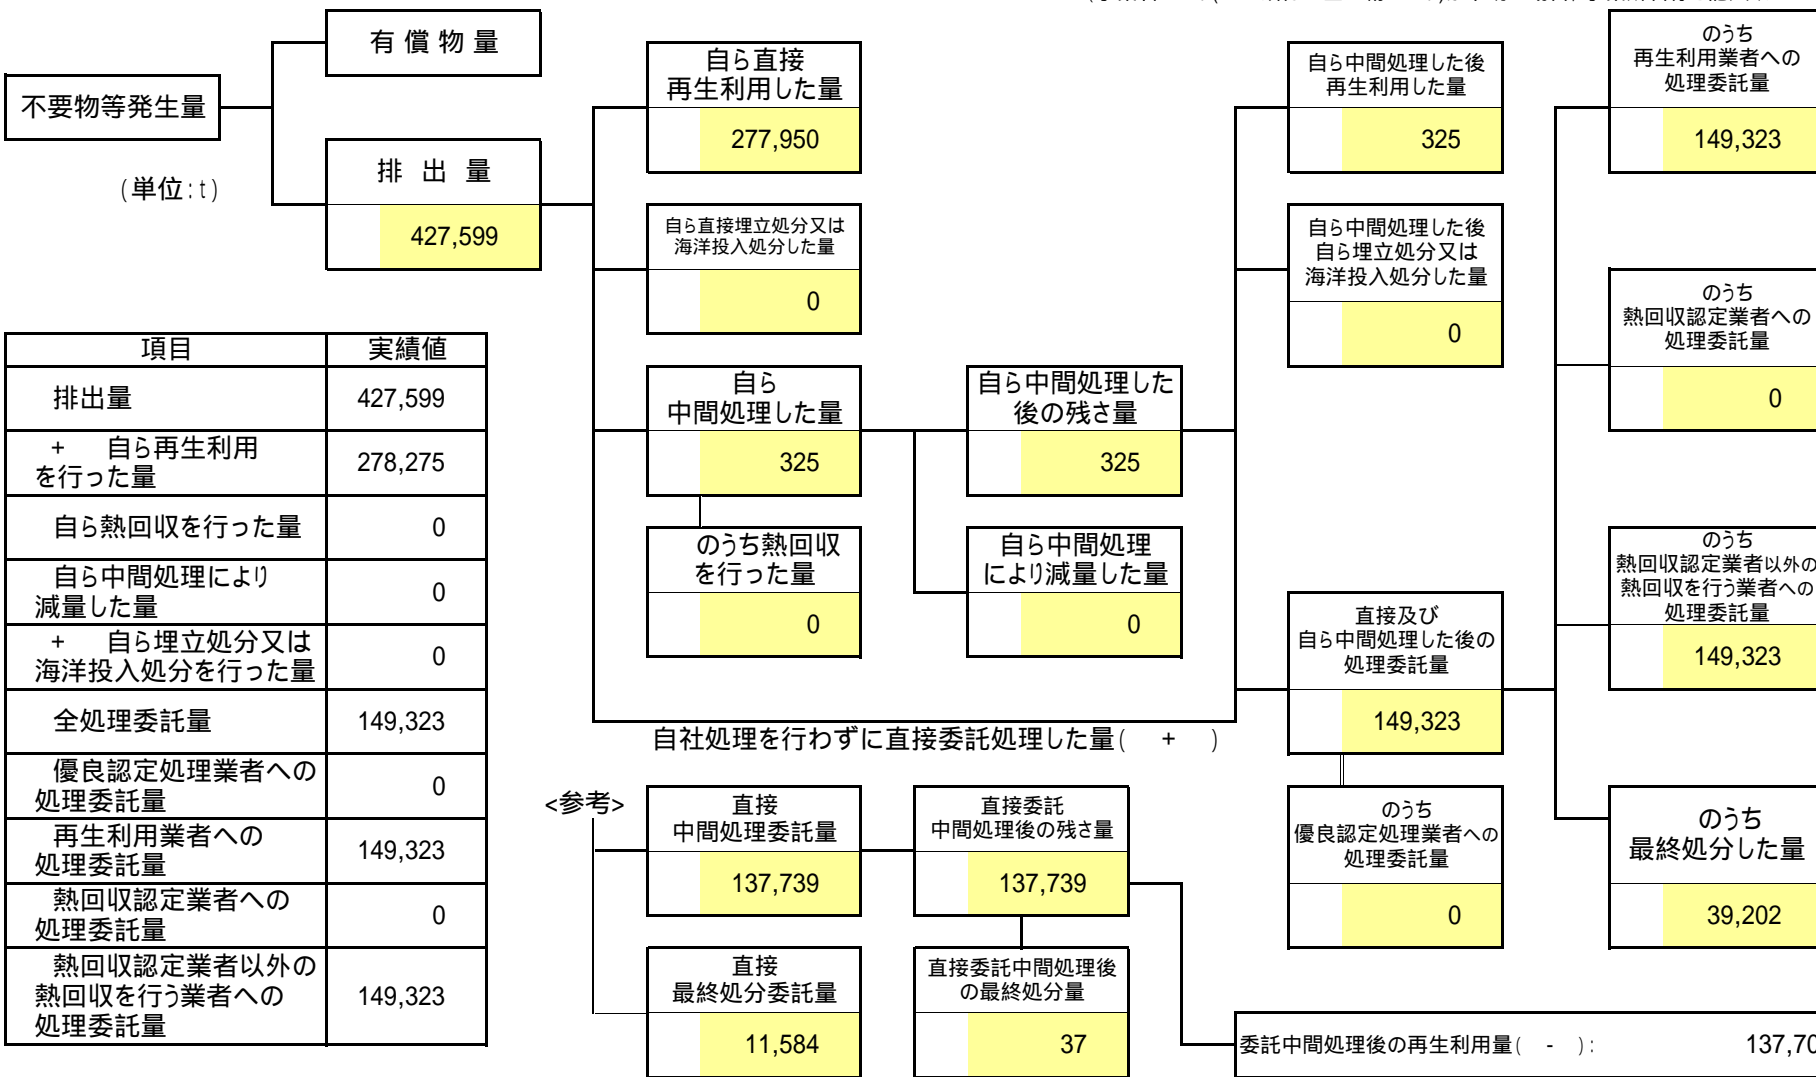 有償物量
不要物等発生量
(単位:t)
排 出 量
427,599
自ら直接
再生利用した量
277,950
自ら直接埋立処分又は
海洋投入処分した量
0
自ら
中間処理した量
325
のうち熱回収
を行った量
0
自ら中間処理した
後の残さ量
325
自ら中間処理
により減量した量
0
自ら中間処理した後
再生利用した量
325
自ら中間処理した後
自ら埋立処分又は
海洋投入処分した量
0
直接及び
自ら中間処理した後の
処理委託量
149,323
のうち
優良認定処理業者への
処理委託量
0
のうち
再生利用業者への
処理委託量
149,323
のうち
熱回収認定業者への
処理委託量
0
のうち
熱回収認定業者以外の
熱回収を行う業者への
処理委託量
149,323
のうち
最終処分した量
39,202
自社処理を行わずに直接委託処理した量( + )
<参考>
直接
中間処理委託量
137,739
直接委託
中間処理後の残さ量
137,739
直接
最終処分委託量
11,584
直接委託中間処理後
の最終処分量
37
委託中間処理後の再生利用量( - ): 137,70
項目 実績値
排出量 427,599
+ 自ら再生利用
を行った量 278,275
自ら熱回収を行った量 0
自ら中間処理により
減量した量 0
+ 自ら埋立処分又は
海洋投入処分を行った量 0
全処理委託量 149,323
優良認定処理業者への
処理委託量 0
再生利用業者への
処理委託量 149,323
熱回収認定業者への
処理委託量 0
熱回収認定業者以外の
熱回収を行う業者への
処理委託量 149,323